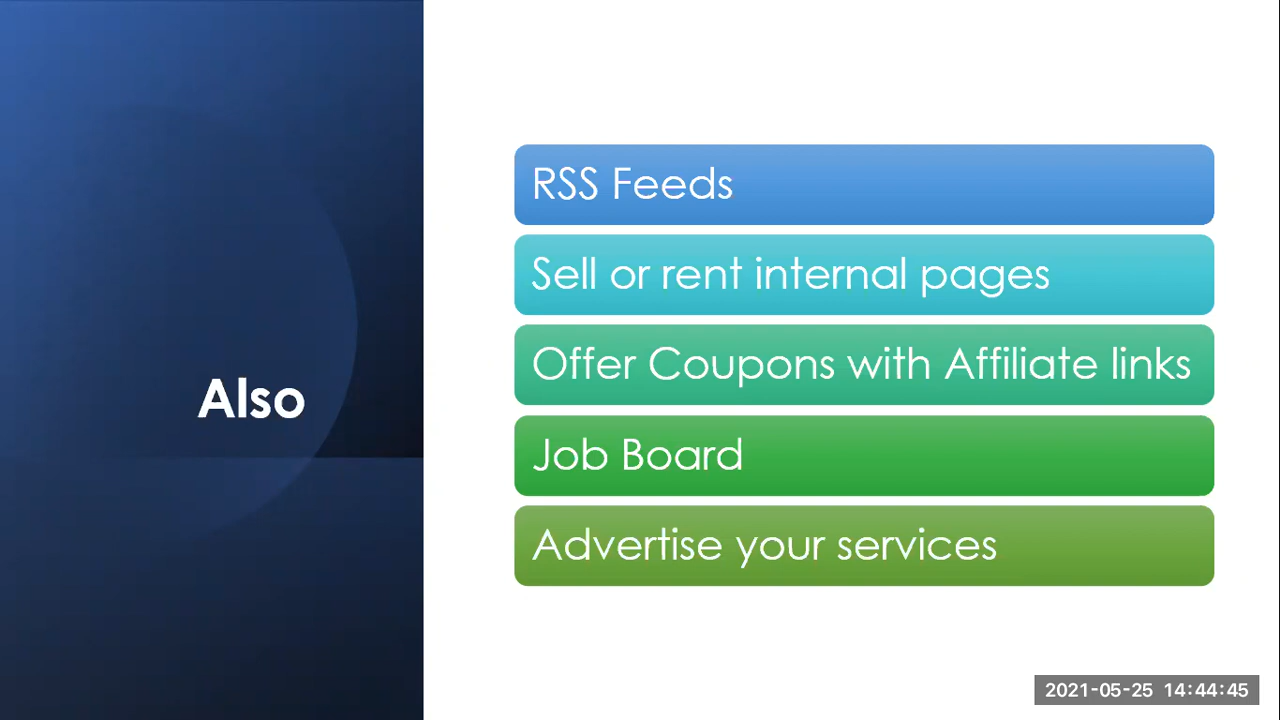 Also
RSS Feeds
Sell or rent internal pages
Offer Coupons with Affiliate links
Job Board
Advertise your services
2021-05-25 14:44:45